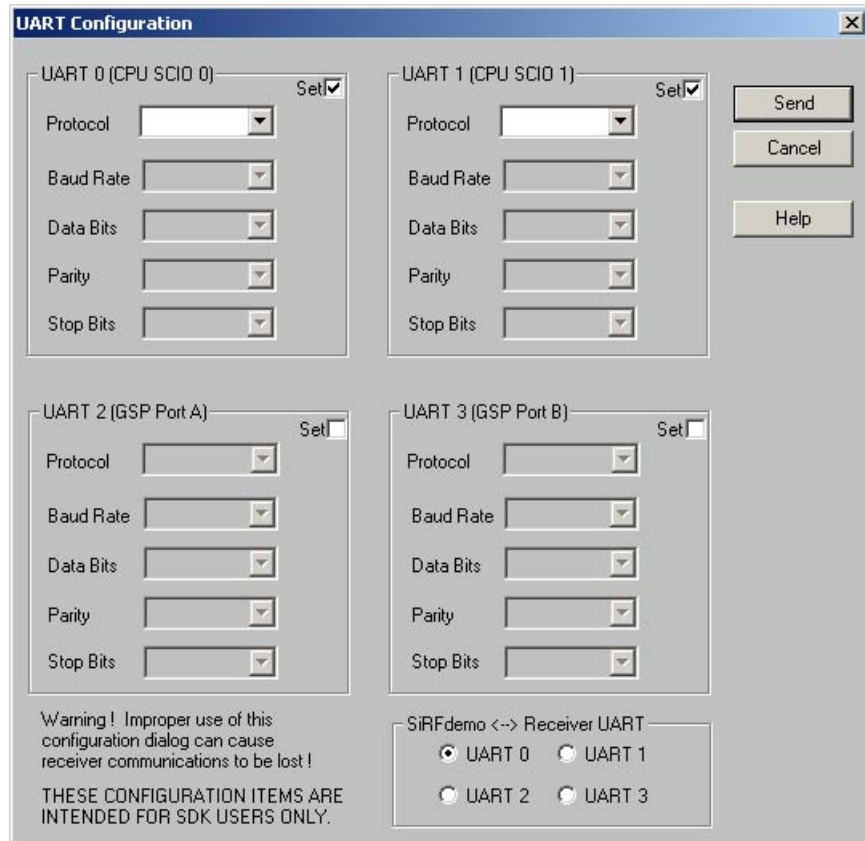 UART Configuration
UART 0 (CPU SCIO 0)
Set
Protocol
Baud Rate
Data Bits
Parity
Stop Bits
UART 1 (CPU SCIO 1)
Set
Protocol
Baud Rate
Data Bits
Parity
Stop Bits
Send
Cancel
Help
UART 2 (GSP Port A)
Set
Protocol
Baud Rate
Data Bits
Parity
Stop Bits
UART 3 (GSP Port B)
Set
Protocol
Baud Rate
Data Bits
Parity
Stop Bits
Warning ! Improper use of this
configuration dialog can cause
receiver communications to be lost !
THESE CONFIGURATION ITEMS ARE
INTENDED FOR SDK USERS ONLY.
SiRFdemo <--> Receiver UART
UART 0 UART 1
UART 2 UART 3